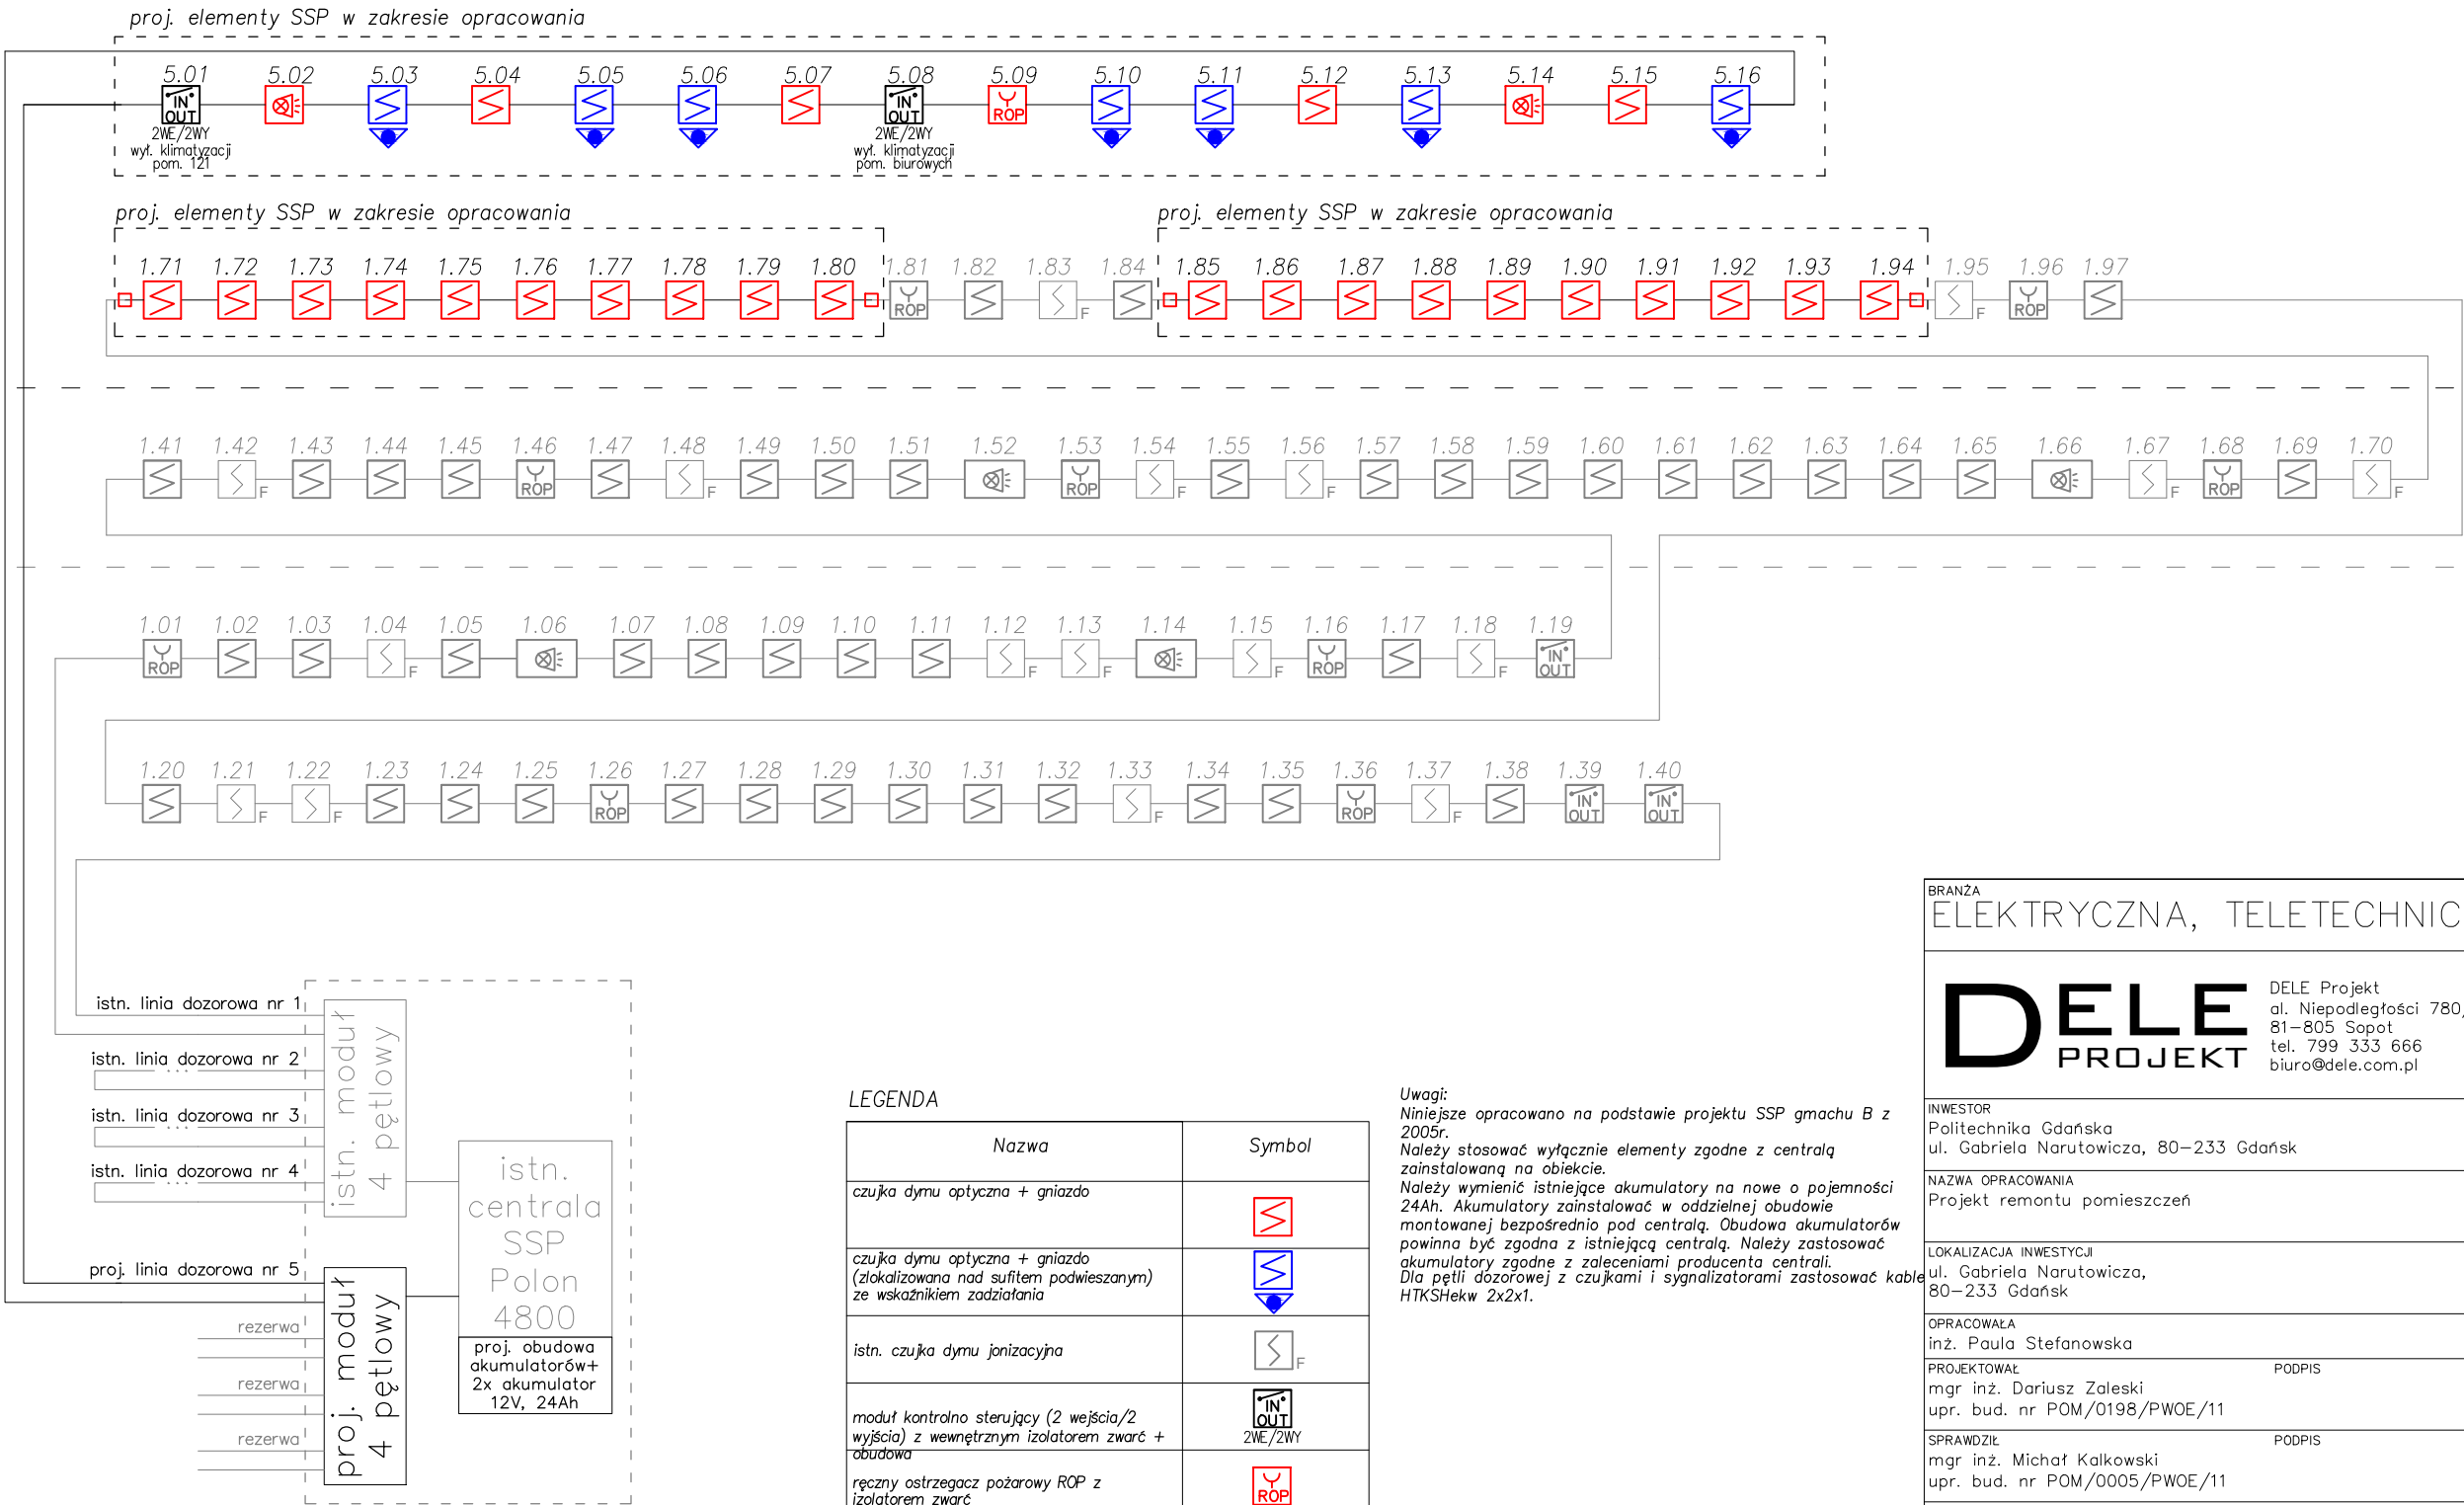 proj. elementy SSP w zakresie opracowania
5.01 5.02 5.03 5.04 5.05 5.06 5.07 5.08 5.09 5.10 5.11 5.12 5.13 5.14 5.15 5.16
IN OUT IN OUT ROP
2WE/2WY 2WE/2WY
wył. klimatyzacji wył. klimatyzacji
pom. 121 pom. biurowych
proj. elementy SSP w zakresie opracowania proj. elementy SSP w zakresie opracowania
1.71 1.72 1.73 1.74 1.75 1.76 1.77 1.78 1.79 1.80 1.81 1.82 1.83 1.84 1.85 1.86 1.87 1.88 1.89 1.90 1.91 1.92 1.93 1.94 1.95 1.96 1.97
ROP F F ROP
1.41 1.42 1.43 1.44 1.45 1.46 1.47 1.48 1.49 1.50 1.51 1.52 1.53 1.54 1.55 1.56 1.57 1.58 1.59 1.60 1.61 1.62 1.63 1.64 1.65 1.66 1.67 1.68 1.69 1.70
F ROP F ROP F F F ROP F
1.01 1.02 1.03 1.04 1.05 1.06 1.07 1.08 1.09 1.10 1.11 1.12 1.13 1.14 1.15 1.16 1.17 1.18 1.19
ROP F F F F ROP F IN OUT
1.20 1.21 1.22 1.23 1.24 1.25 1.26 1.27 1.28 1.29 1.30 1.31 1.32 1.33 1.34 1.35 1.36 1.37 1.38 1.39 1.40
F F ROP F ROP F IN OUT IN OUT
istn. linia dozorowa nr 1
istn. linia dozorowa nr 2
...
istn. linia dozorowa nr 3
...
istn. linia dozorowa nr 4
...
proj. linia dozorowa nr 5
rezerwa
rezerwa
rezerwa
istn. moduł
4 pętlowy
proj. moduł
4 pętlowy
istn.
centrala
SSP
Polon
4800
proj. obudowa
akumulatorów+
2x akumulator
12V, 24Ah
LEGENDA
Nazwa Symbol
czujka dymu optyczna + gniazdo
czujka dymu optyczna + gniazdo
(zlokalizowana nad sufitem podwieszanym)
ze wskaźnikiem zadziałania
istn. czujka dymu jonizacyjna
F
moduł kontrolno sterujący (2 wejścia/2
wyjścia) z wewnętrznym izolatorem zwarć +
obudowa
IN
OUT
2WE/2WY
ręczny ostrzegacz pożarowy ROP z
izolatorem zwarć
ROP
Uwagi:
Niniejsze opracowano na podstawie projektu SSP gmachu B z
2005r.
Należy stosować wyłącznie elementy zgodne z centralą
zainstalowaną na obiekcie.
Należy wymienić istniejące akumulatory na nowe o pojemności
24Ah. Akumulatory zainstalować w oddzielnej obudowie
montowanej bezpośrednio pod centralą. Obudowa akumulatorów
powinna być zgodna z istniejącą centralą. Należy zastosować
akumulatory zgodne z zaleceniami producenta centrali.
Dla pętli dozorowej z czujkami i sygnalizatorami zastosować kable
HTKSHekw 2x2x1.
BRANŻA
ELEKTRYCZNA, TELETECHNIC
DELE
PROJEKT
DELE Projekt
al. Niepodległości 780/
81-805 Sopot
tel. 799 333 666
biuro@dele.com.pl
INWESTOR
Politechnika Gdańska
ul. Gabriela Narutowicza, 80-233 Gdańsk
NAZWA OPRACOWANIA
Projekt remontu pomieszczeń
LOKALIZACJA INWESTYCJI
ul. Gabriela Narutowicza,
80-233 Gdańsk
OPRACOWAŁA
inż. Paula Stefanowska
PROJEKTOWAŁ PODPIS
mgr inż. Dariusz Zaleski
upr. bud. nr POM/0198/PWOE/11
SPRAWDZIŁ PODPIS
mgr inż. Michał Kalkowski
upr. bud. nr POM/0005/PWOE/11